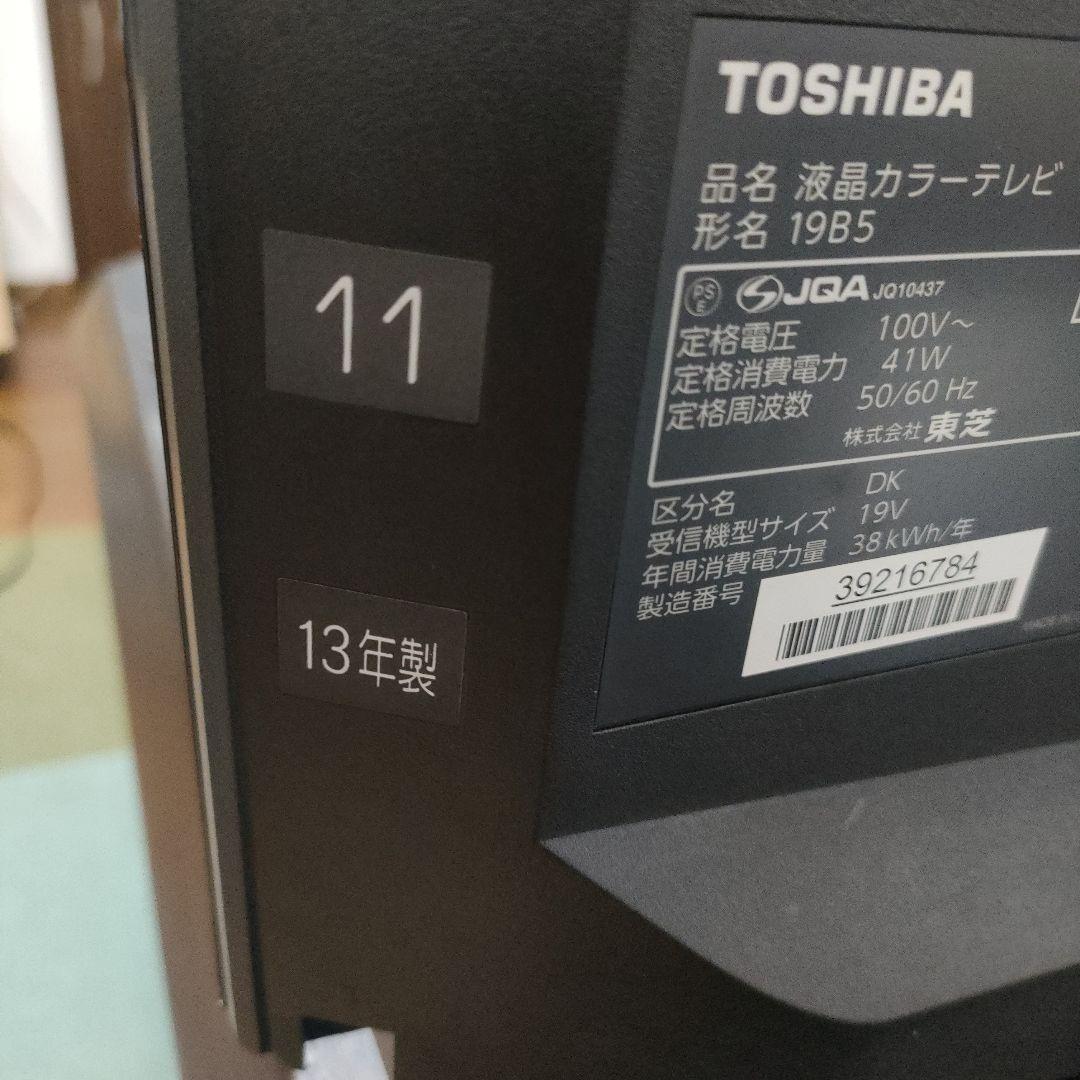 11
13年製
TOSHIBA
品名 液晶カラーテレビ
形名 19B5
PSE JQA JQ10437
定格電圧 100V~
定格消費電力 41W
定格周波数 50/60 Hz
株式会社 東芝
区分名 DK
受信機型サイズ 19V
年間消費電力量 38kWh/年
製造番号 39216784